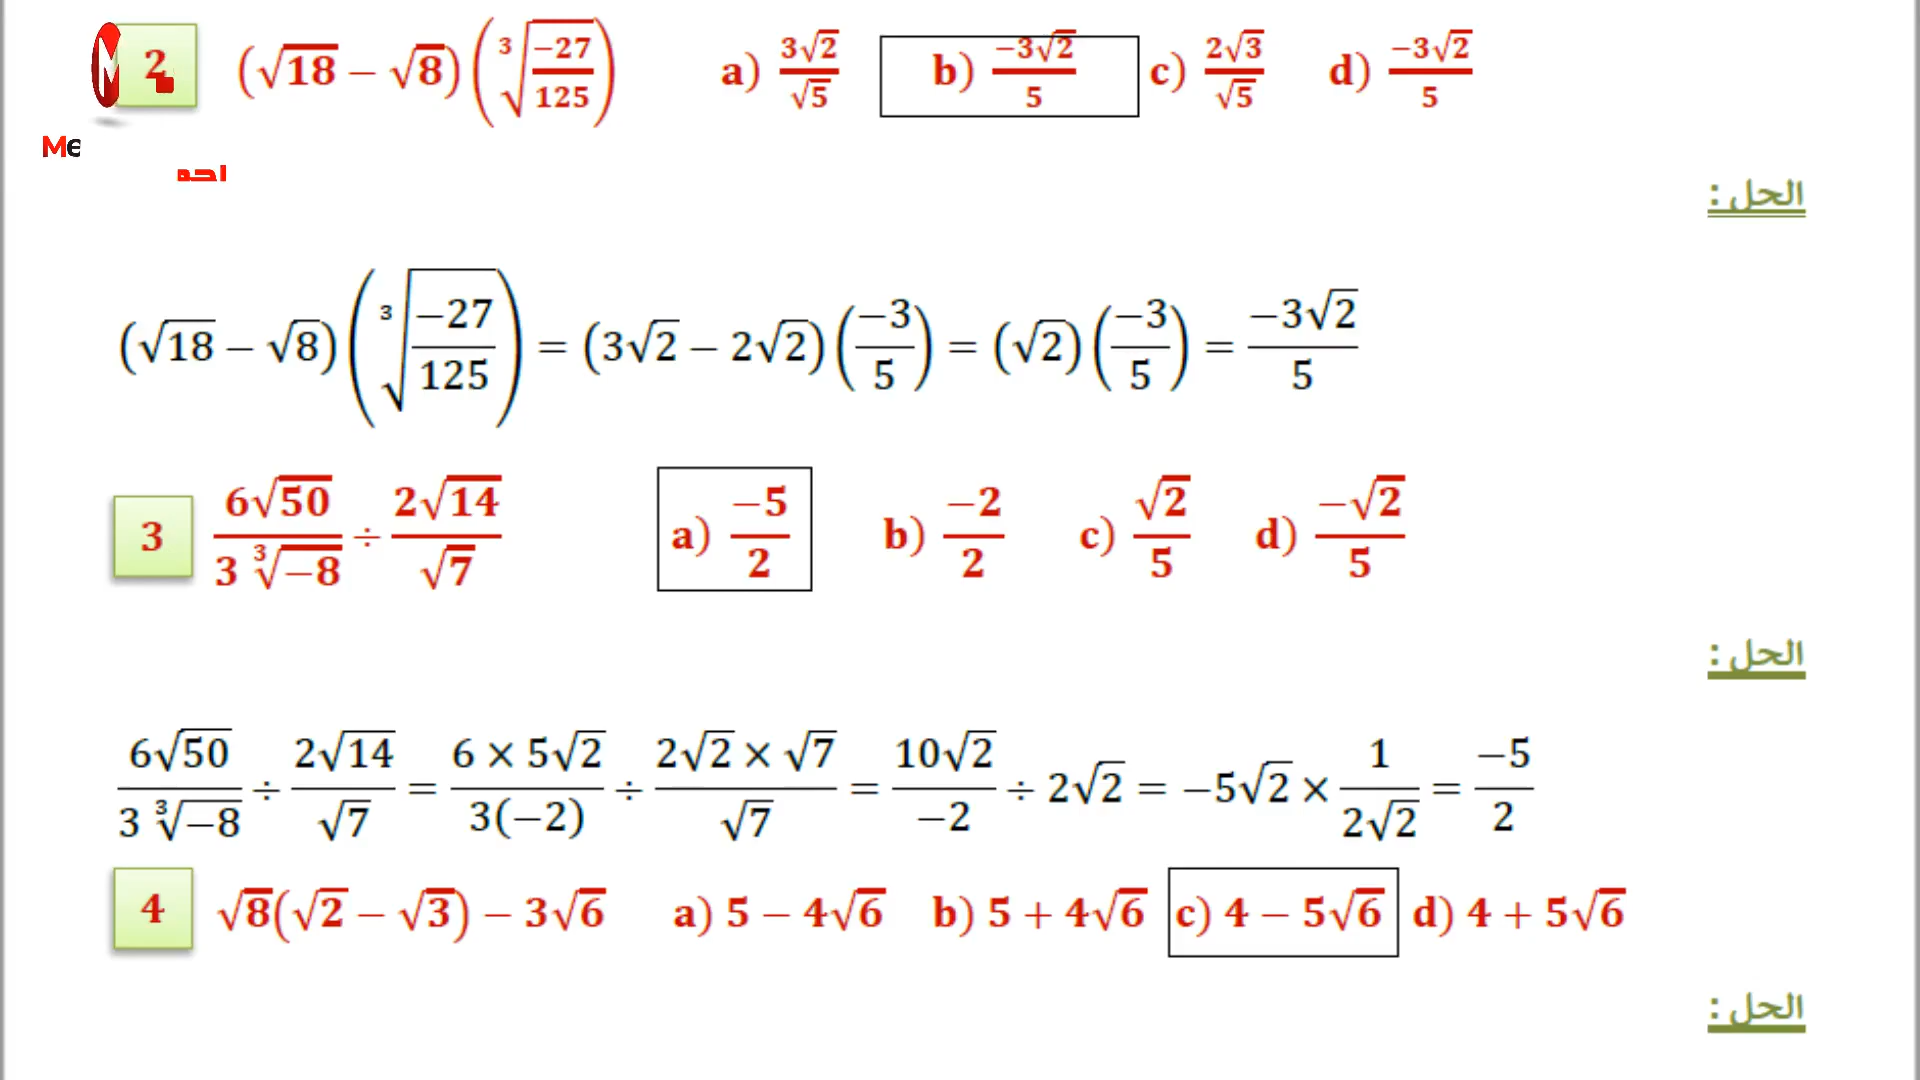 2 (√18 − √8)(∛(−27/125)) a) 3√2/√5 b) −3√2/5 c) 2√3/√5 d) −3√2/5
Me
احم
الحل :
(√18 − √8)(∛(−27/125)) = (3√2 − 2√2)(−3/5) = (√2)(−3/5) = −3√2/5
3 6√50/3∛−8 ÷ 2√14/√7 a) −5/2 b) −2/2 c) √2/5 d) −√2/5
الحل :
6√50/3∛−8 ÷ 2√14/√7 = 6 × 5√2/3(−2) ÷ 2√2 × √7/√7 = 10√2/−2 ÷ 2√2 = −5√2 × 1/2√2 = −5/2
4 √8(√2 − √3) − 3√6 a) 5 − 4√6 b) 5 + 4√6 c) 4 − 5√6 d) 4 + 5√6
الحل :